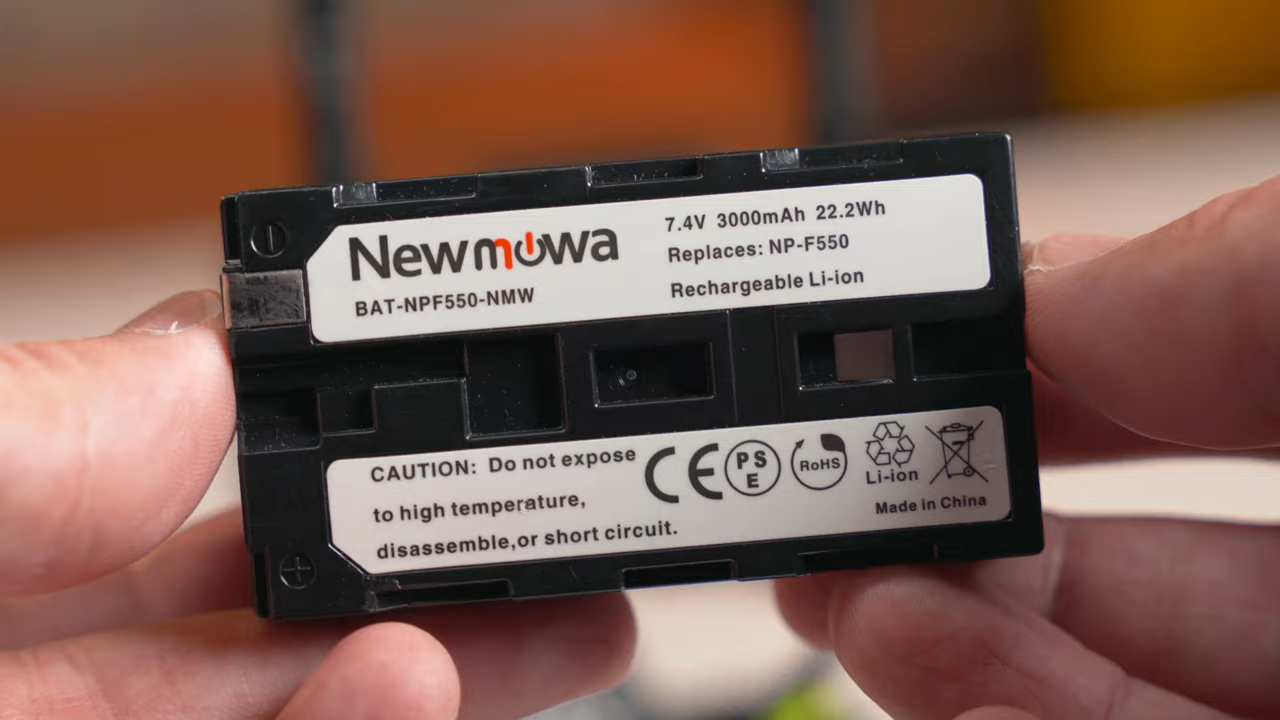 Newmowa
BAT-NPF550-NMW
7.4V 3000mAh 22.2Wh
Replaces: NP-F550
Rechargeable Li-ion
CAUTION: Do not expose
to high temperature,
disassemble,or short circuit.
CE
PS
E
RoHS
Li-ion
Made in China